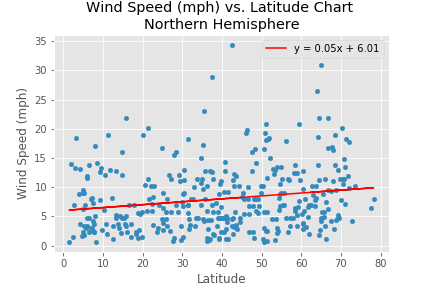 Wind Speed (mph) vs. Latitude Chart
Northern Hemisphere
y = 0.05x + 6.01
Wind Speed (mph)
35
30
25
20
15
10
5
0
0 10 20 30 40 50 60 70 80
Latitude